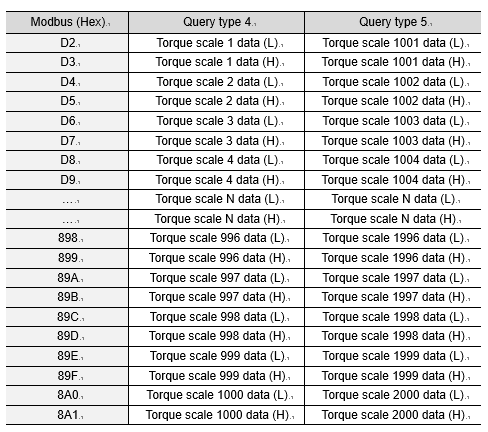 Modbus (Hex) Query type 4 Query type 5
D2 Torque scale 1 data (L) Torque scale 1001 data (L)
D3 Torque scale 1 data (H) Torque scale 1001 data (H)
D4 Torque scale 2 data (L) Torque scale 1002 data (L)
D5 Torque scale 2 data (H) Torque scale 1002 data (H)
D6 Torque scale 3 data (L) Torque scale 1003 data (L)
D7 Torque scale 3 data (H) Torque scale 1003 data (H)
D8 Torque scale 4 data (L) Torque scale 1004 data (L)
D9 Torque scale 4 data (H) Torque scale 1004 data (H)
…. Torque scale N data (L) Torque scale N data (L)
…. Torque scale N data (H) Torque scale N data (H)
898 Torque scale 996 data (L) Torque scale 1996 data (L)
899 Torque scale 996 data (H) Torque scale 1996 data (H)
89A Torque scale 997 data (L) Torque scale 1997 data (L)
89B Torque scale 997 data (H) Torque scale 1997 data (H)
89C Torque scale 998 data (L) Torque scale 1998 data (L)
89D Torque scale 998 data (H) Torque scale 1998 data (H)
89E Torque scale 999 data (L) Torque scale 1999 data (L)
89F Torque scale 999 data (H) Torque scale 1999 data (H)
8A0 Torque scale 1000 data (L) Torque scale 2000 data (L)
8A1 Torque scale 1000 data (H) Torque scale 2000 data (H)